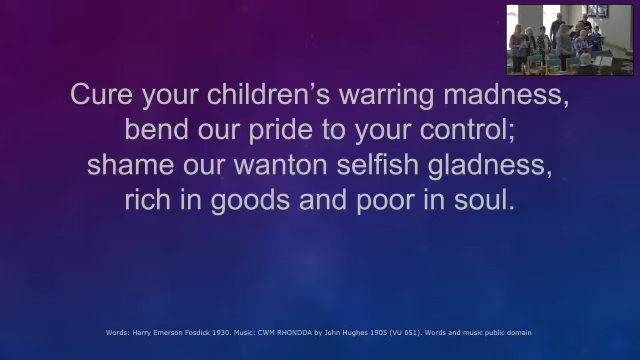 Cure your children’s warring madness,
bend our pride to your control;
shame our wanton selfish gladness,
rich in goods and poor in soul.
Words: Harry Emerson Fosdick 1930. Music: CWM RHONDDA by John Hughes 1905 (VU 651). Words and music public domain